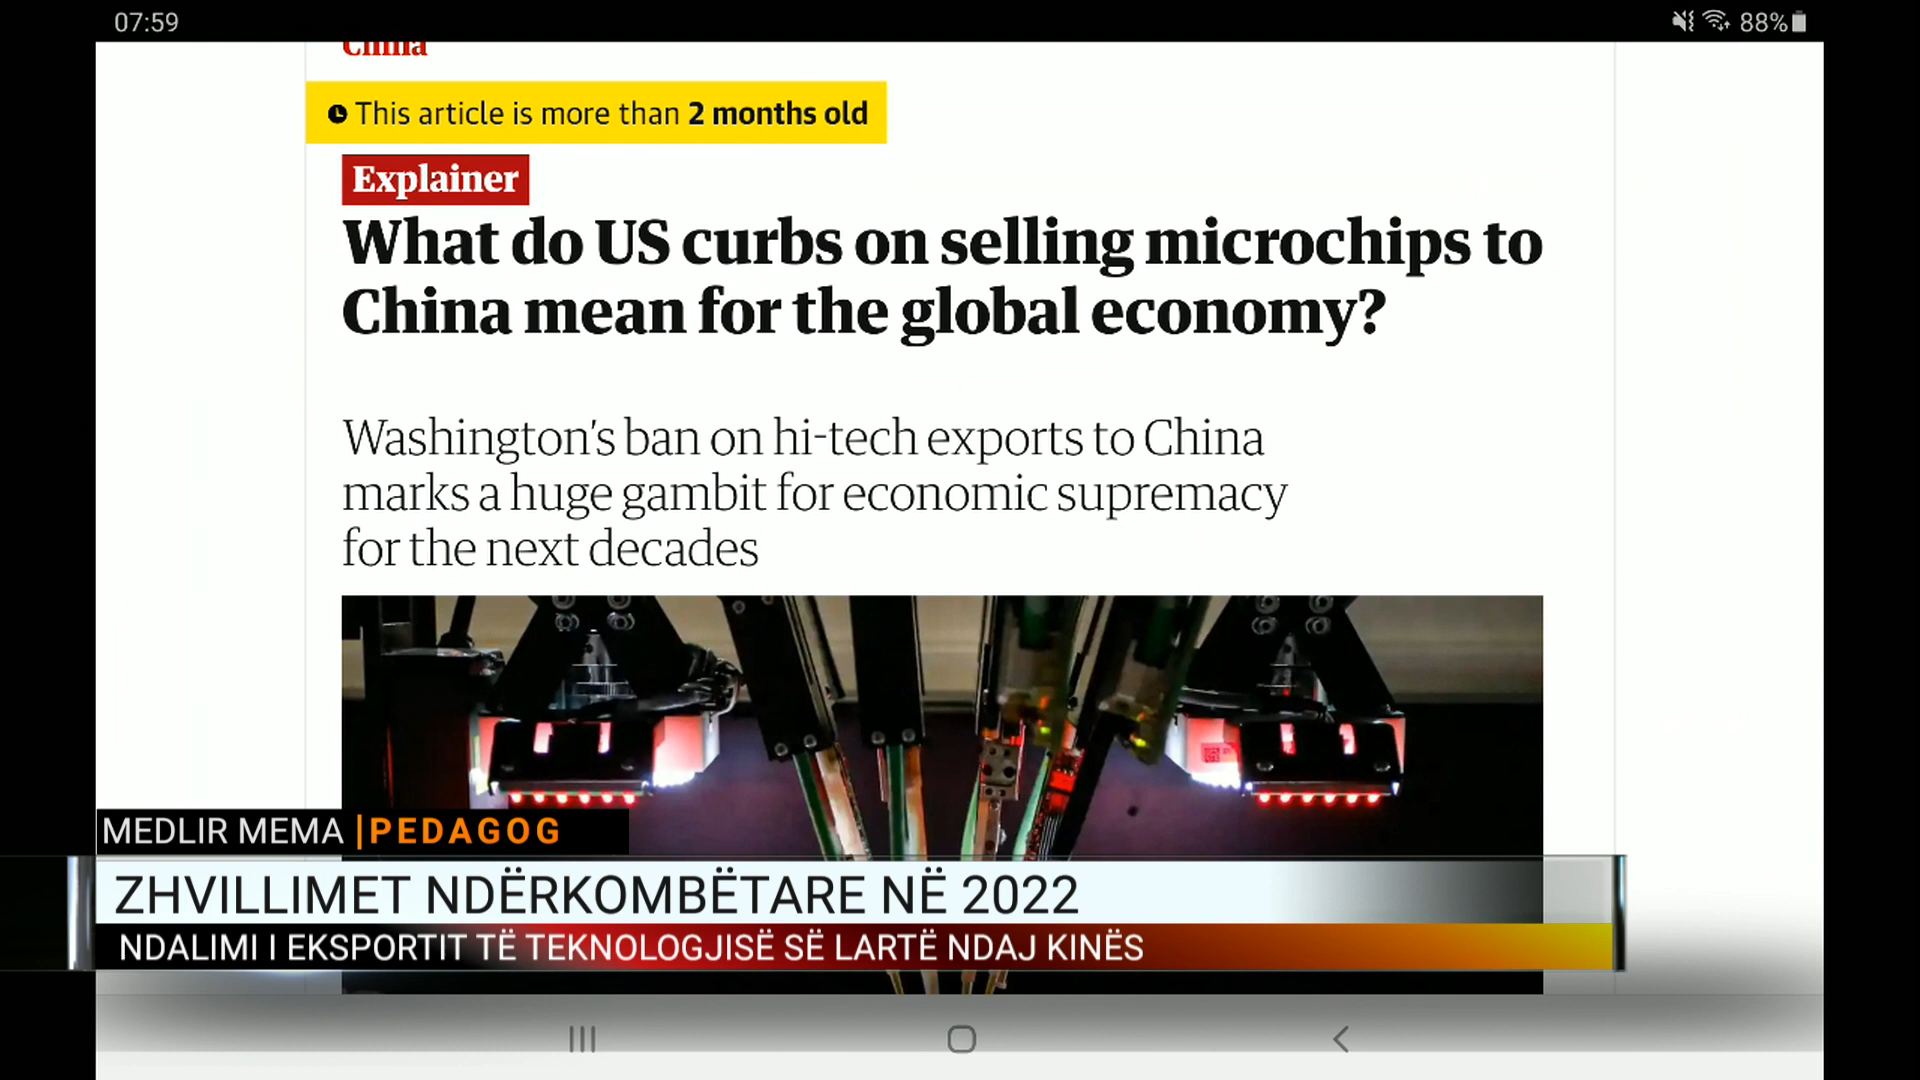 07:59
88%
China
This article is more than 2 months old
Explainer
What do US curbs on selling microchips to
China mean for the global economy?
Washington's ban on hi-tech exports to China
marks a huge gambit for economic supremacy
for the next decades
MEDLIR MEMA | PEDAGOG
ZHVILLIMET NDËRKOMBËTARE NË 2022
NDALIMI I EKSPORTIT TË TEKNOLOGJISË SË LARTË NDAJ KINËS